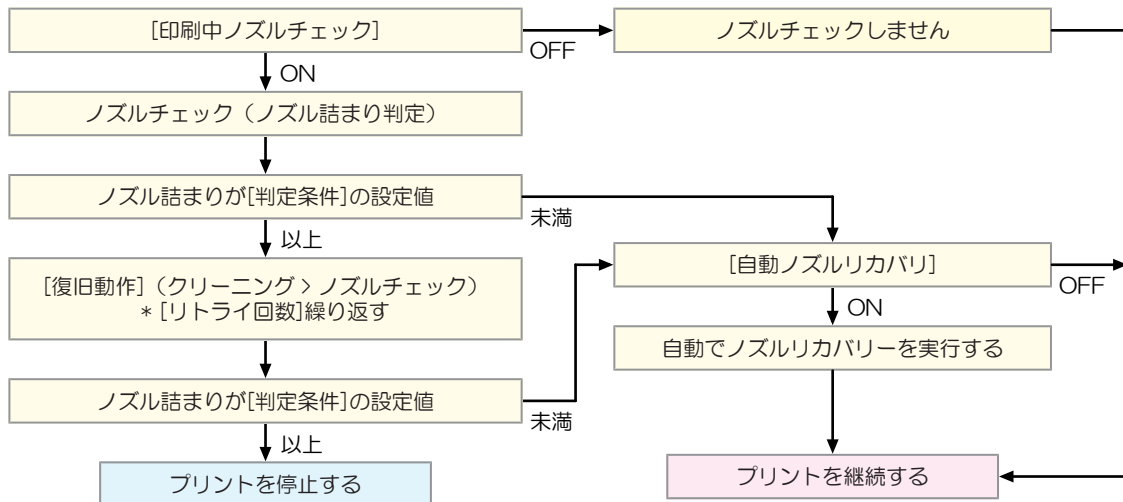 [印刷中ノズルチェック]
OFF
ノズルチェックしません
ON
ノズルチェック（ノズル詰まり判定）
ノズル詰まりが[判定条件]の設定値
未満
以上
[復旧動作]（クリーニング > ノズルチェック）
* [リトライ回数]繰り返す
[自動ノズルリカバリ]
OFF
ON
自動でノズルリカバリーを実行する
ノズル詰まりが[判定条件]の設定値
未満
以上
プリントを停止する
プリントを継続する